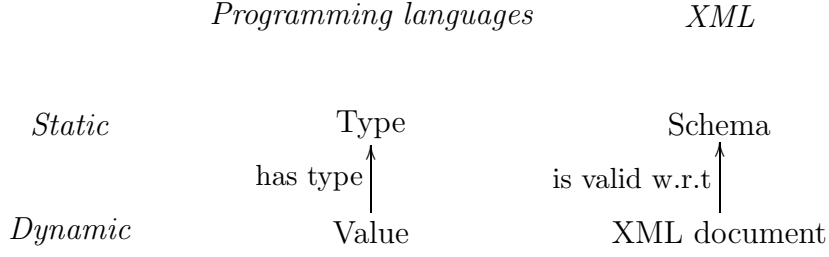 Programming languages XML
Static Type Schema
has type is valid w.r.t
Dynamic Value XML document